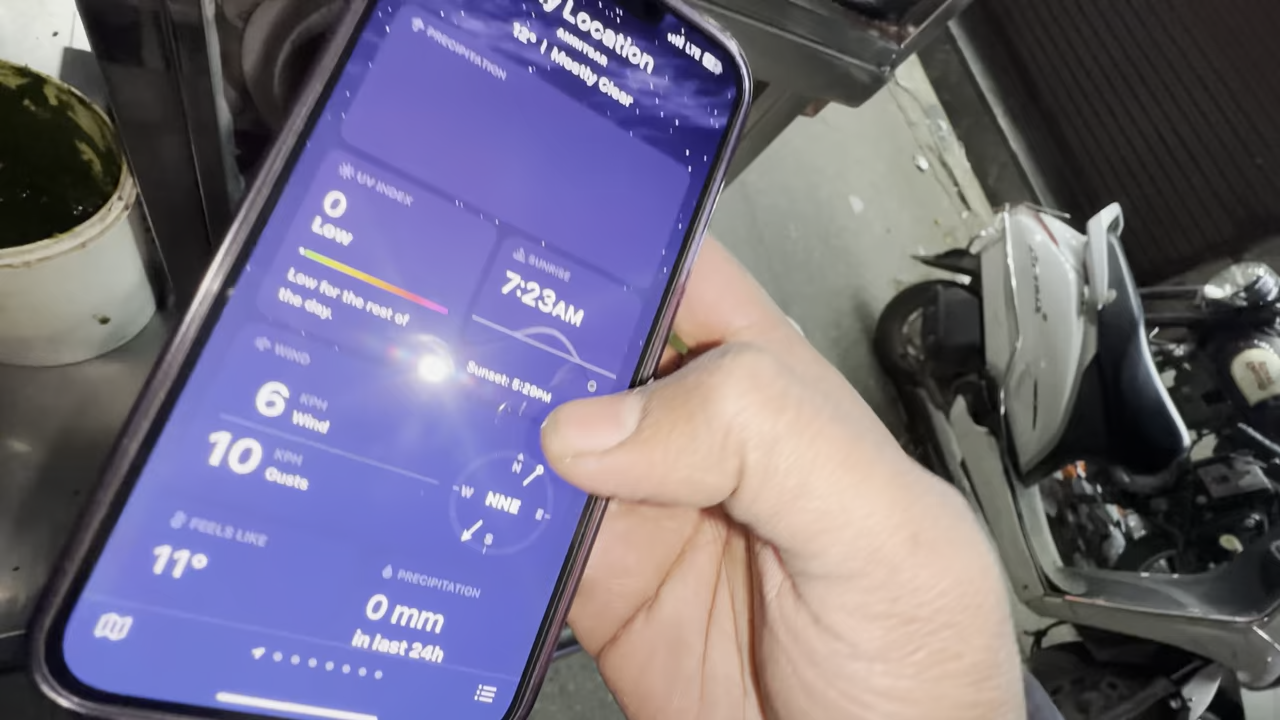 y Location
LTE
AMRITSAR
12° | Mostly Clear
PRECIPITATION
UV INDEX
0
Low
Low for the rest of
the day.
SUNRISE
7:23AM
Sunset: 5:29PM
WIND
6 KPH Wind
10 KPH Gusts
N
W NNE E
S
FEELS LIKE
11°
PRECIPITATION
0 mm
in last 24h